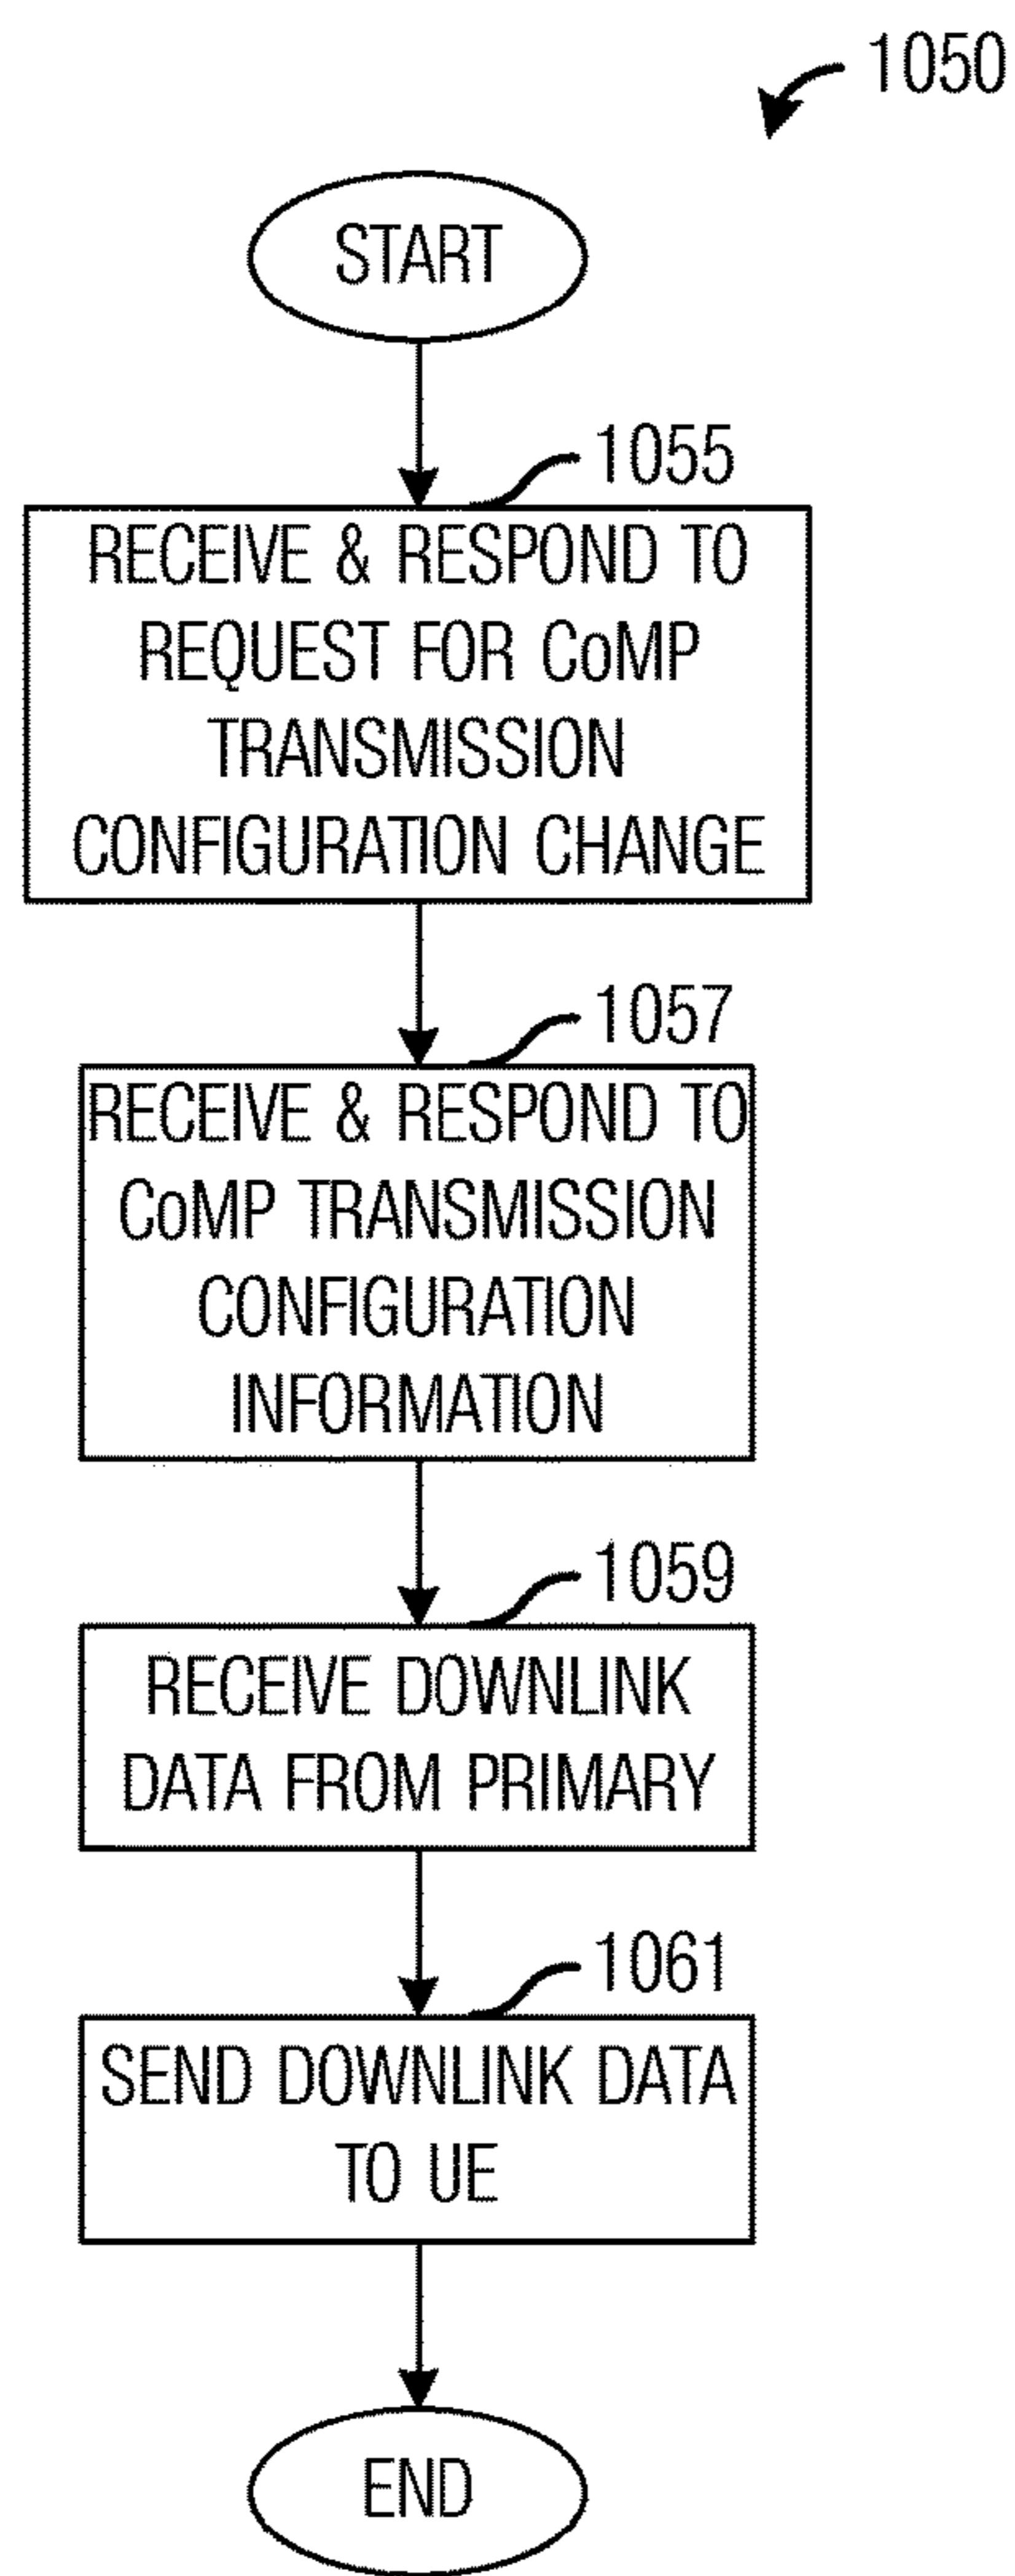 1050
START
1055
RECEIVE & RESPOND TO
REQUEST FOR CoMP
TRANSMISSION
CONFIGURATION CHANGE
1057
RECEIVE & RESPOND TO
CoMP TRANSMISSION
CONFIGURATION
INFORMATION
1059
RECEIVE DOWNLINK
DATA FROM PRIMARY
1061
SEND DOWNLINK DATA
TO UE
END